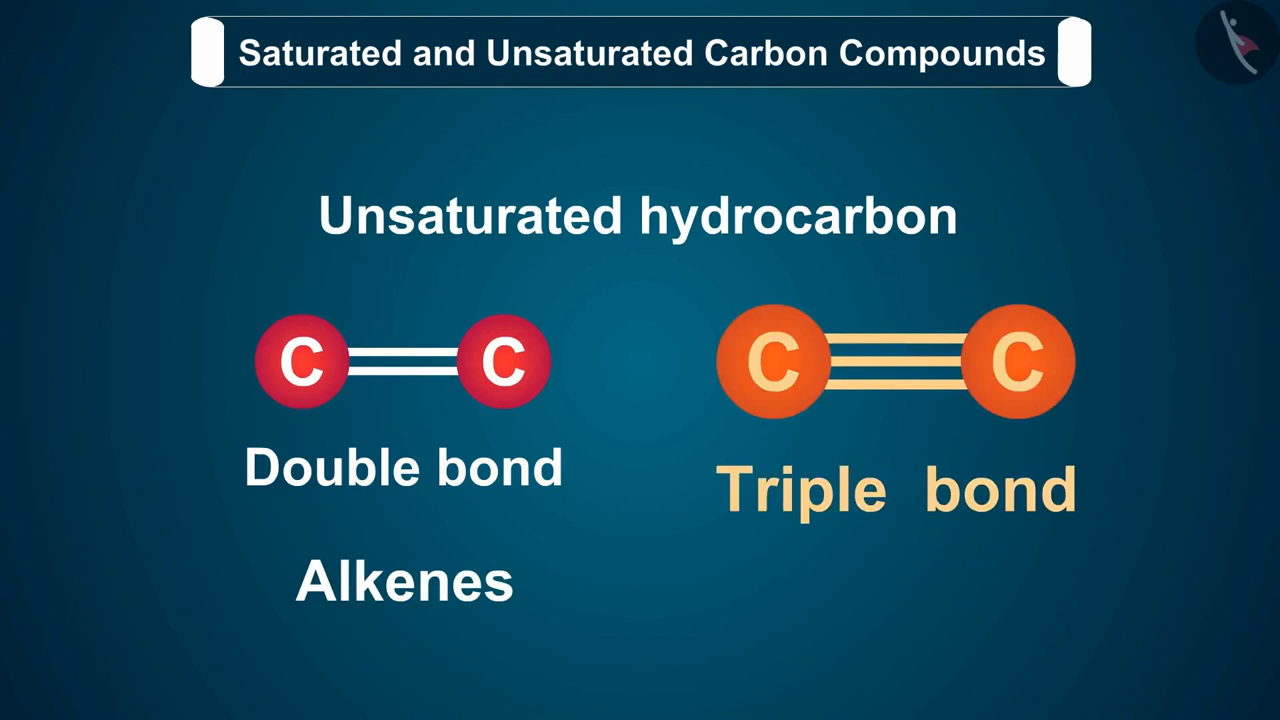 Saturated and Unsaturated Carbon Compounds
Unsaturated hydrocarbon
C C
C C
Double bond
Triple bond
Alkenes